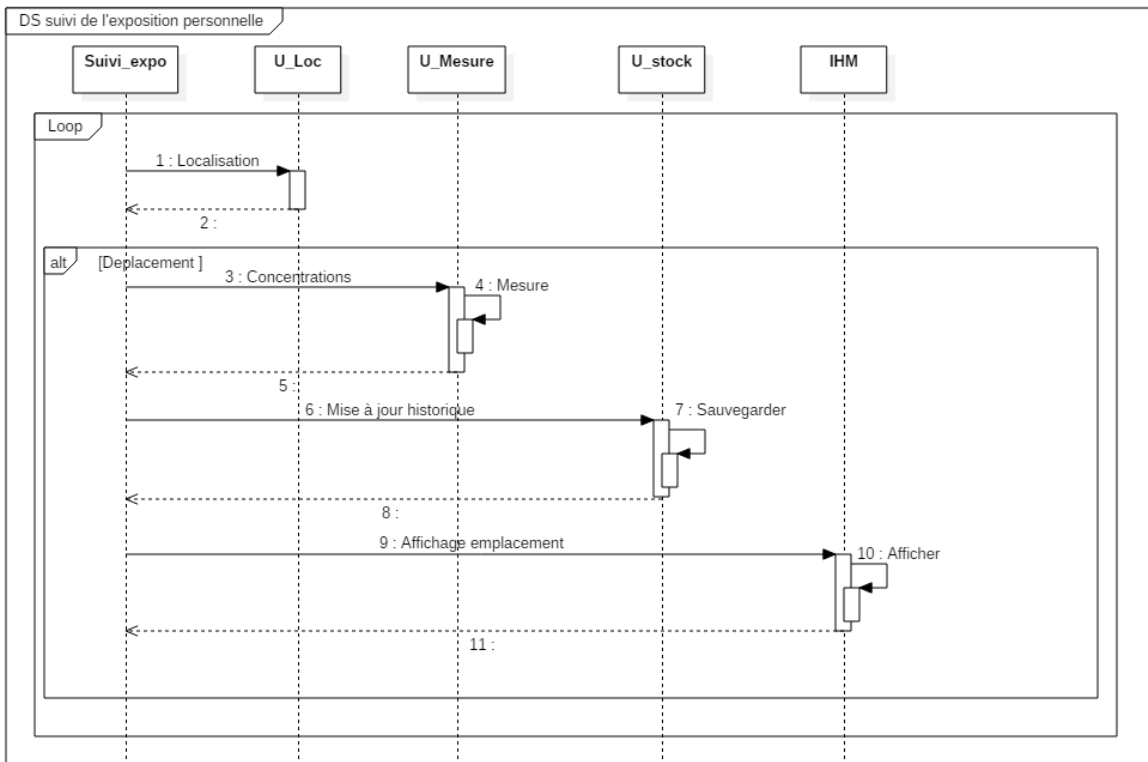 DS suivi de l'exposition personnelle
Suivi_expo
U_Loc
U_Mesure
U_stock
IHM
Loop
1 : Localisation
2 :
alt
[Deplacement ]
3 : Concentrations
4 : Mesure
5 :
6 : Mise à jour historique
7 : Sauvegarder
8 :
9 : Affichage emplacement
10 : Afficher
11 :